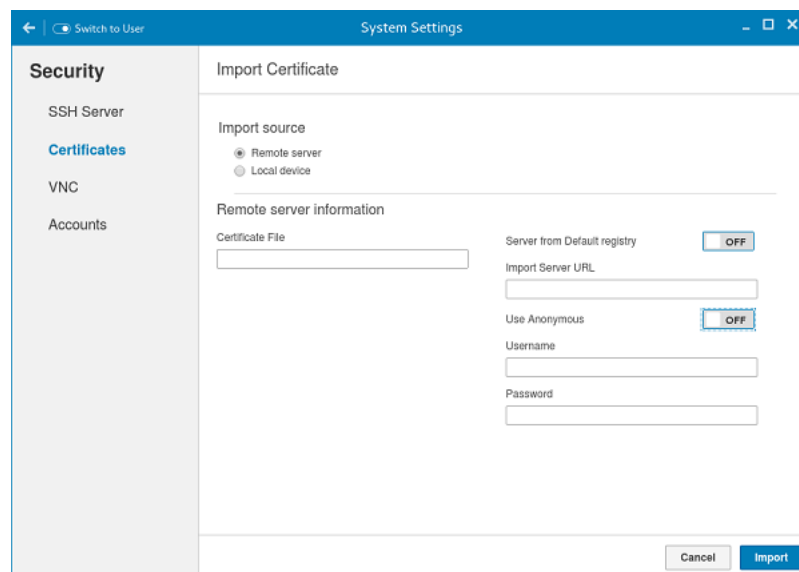 Switch to User
System Settings
Security
SSH Server
Certificates
VNC
Accounts
Import Certificate
Import source
Remote server
Local device
Remote server information
Certificate File
Server from Default registry
OFF
Import Server URL
Use Anonymous
OFF
Username
Password
Cancel
Import